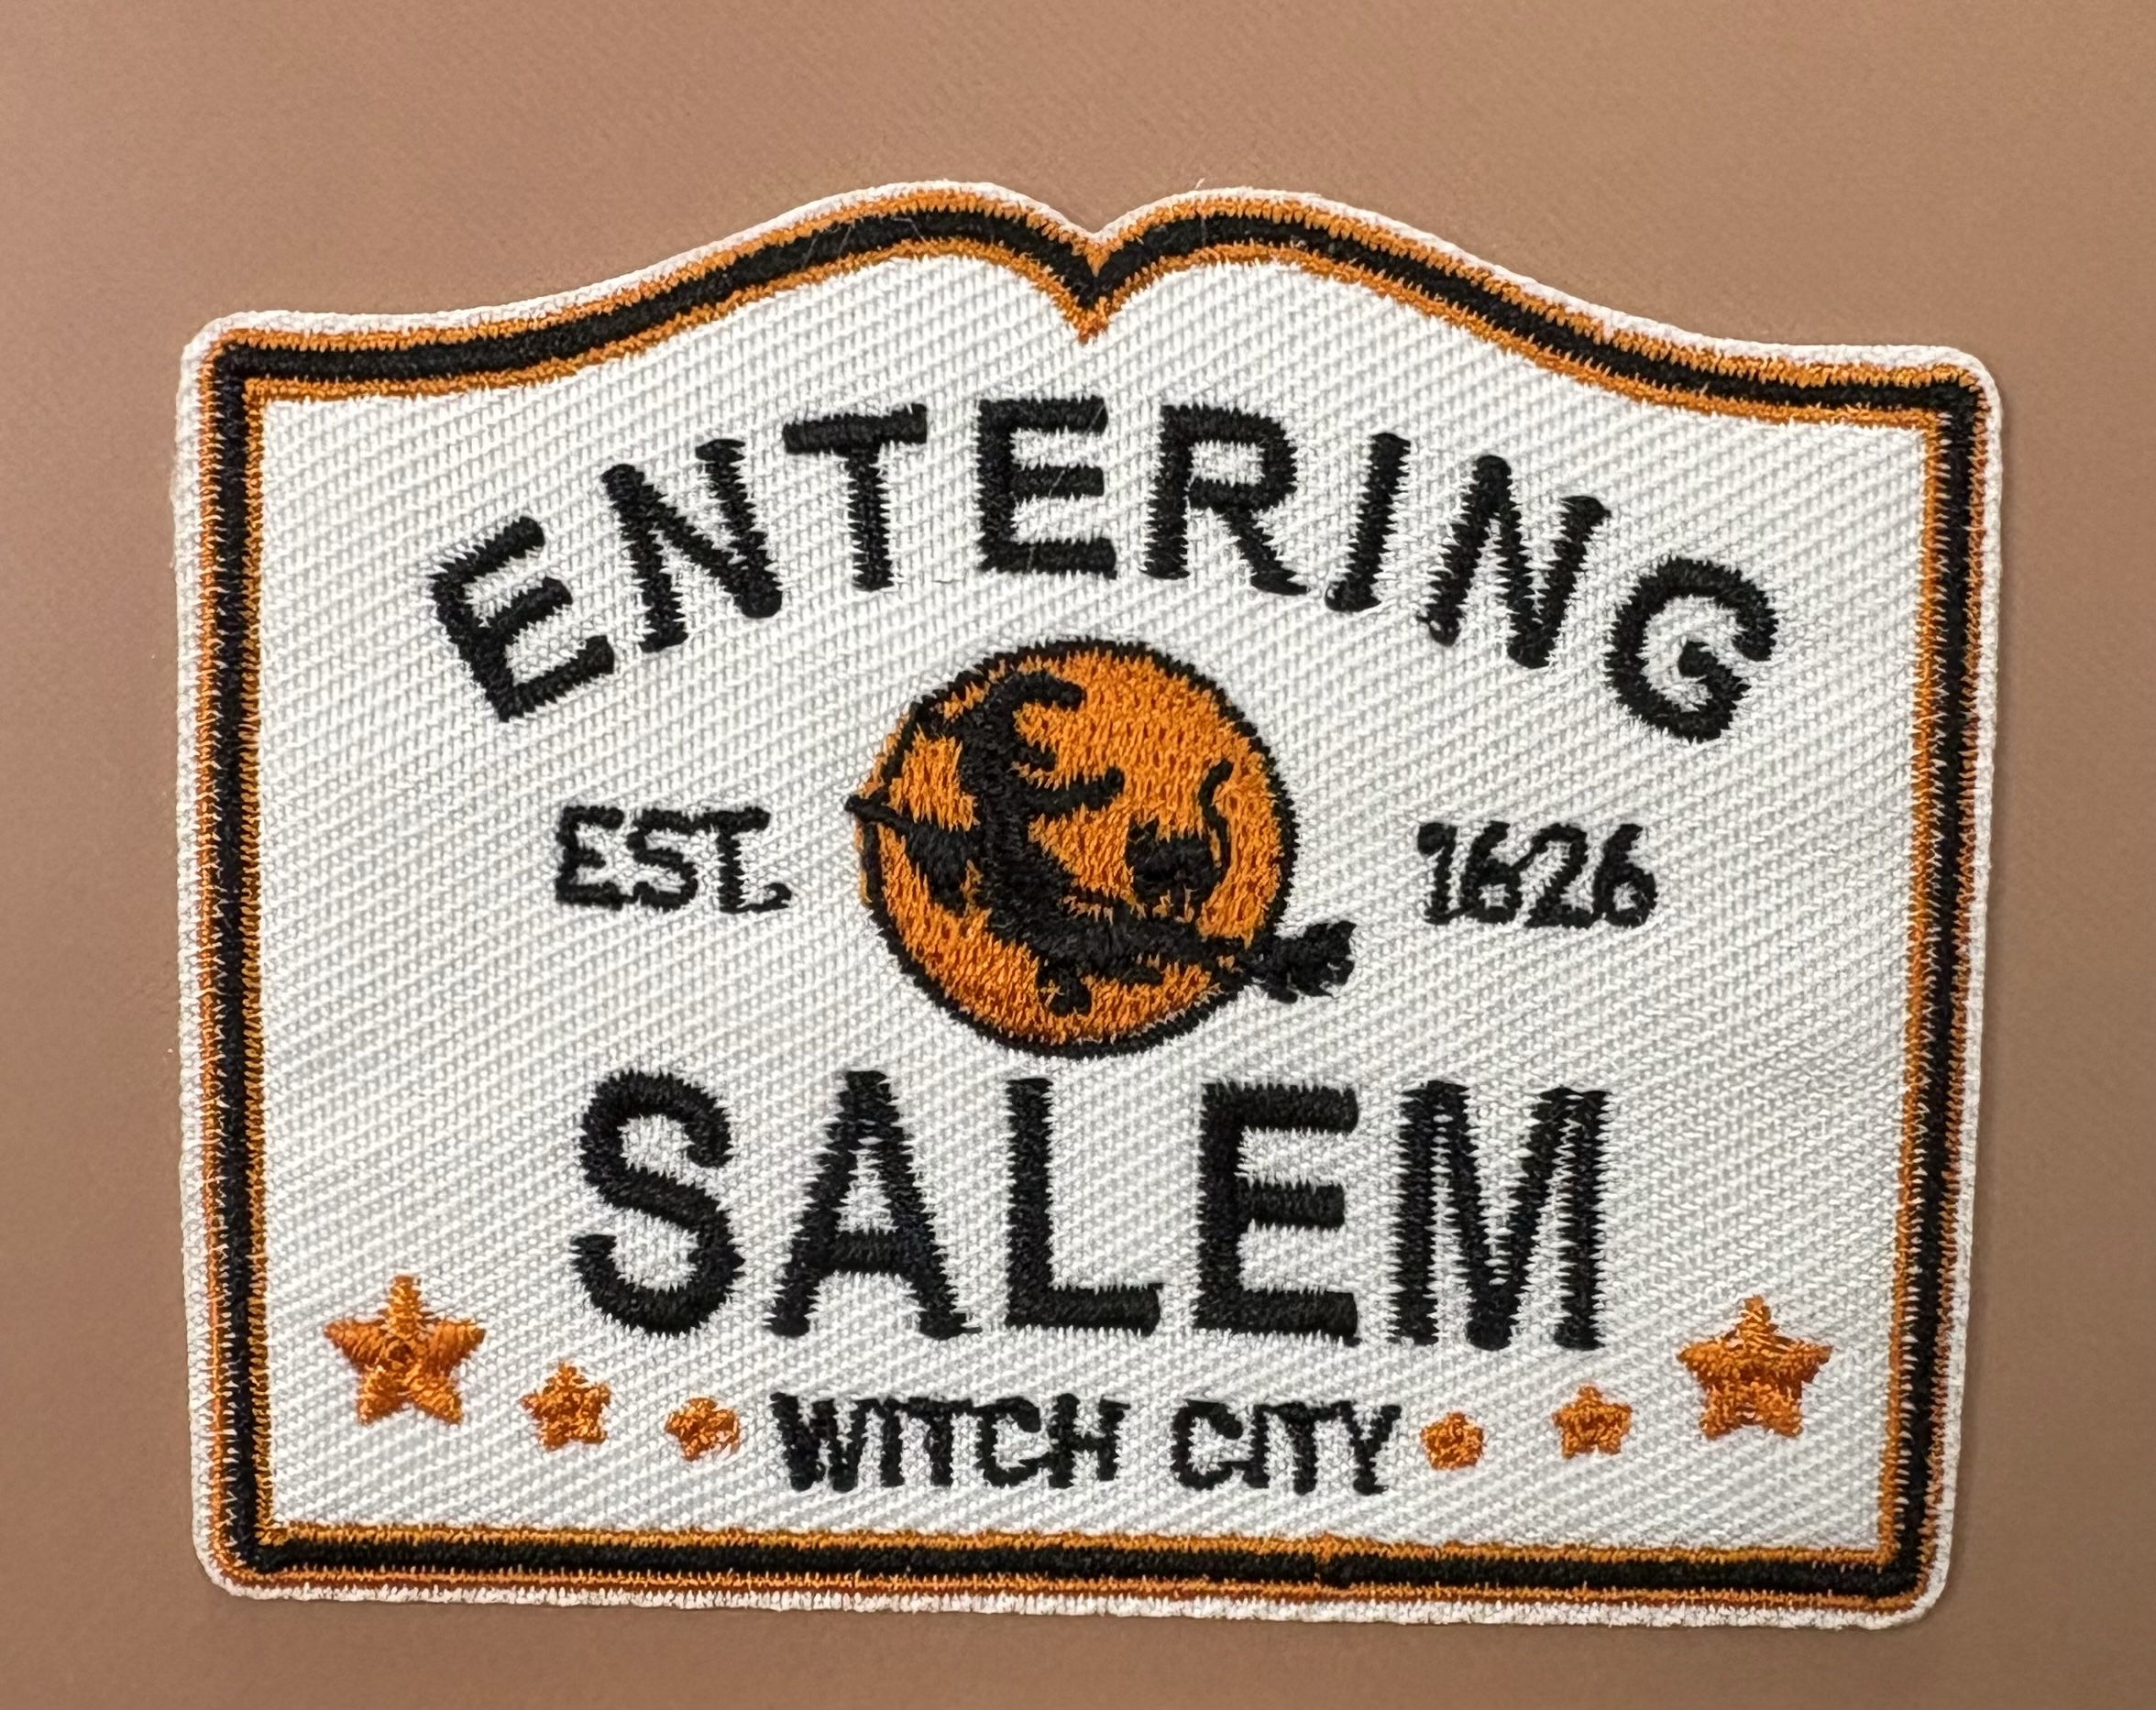 ENTERING
EST. 1626
SALEM
WITCH CITY